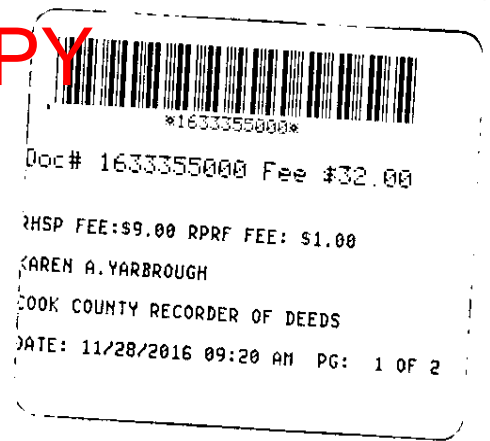 PY
*1633355000*
Doc# 1633355000 Fee $32.00
RHSP FEE:$9.00 RPRF FEE: $1.00
KAREN A.YARBROUGH
COOK COUNTY RECORDER OF DEEDS
DATE: 11/28/2016 09:20 AM PG: 1 OF 2